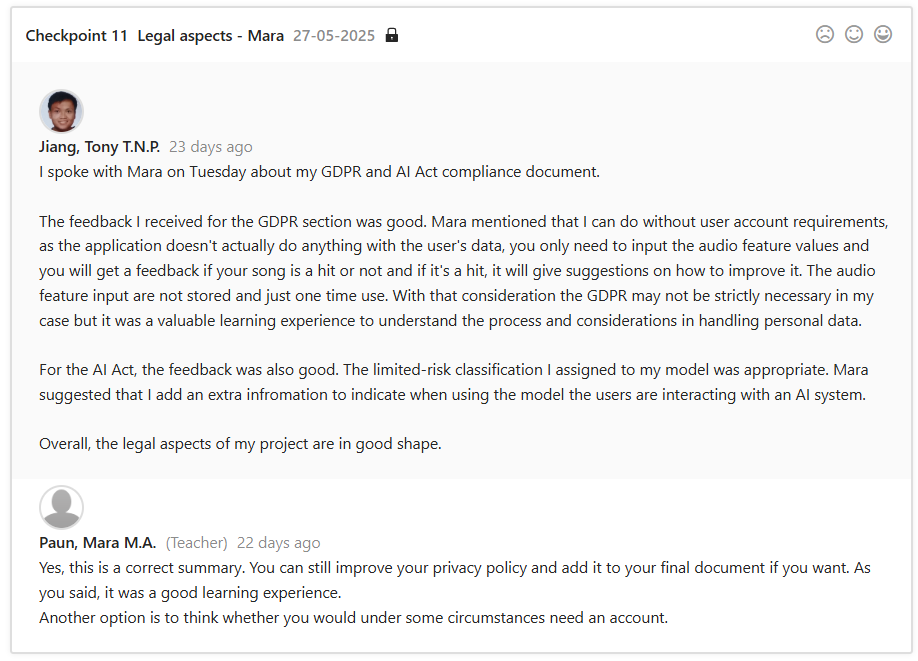 Checkpoint 11 Legal aspects - Mara 27-05-2025
Jiang, Tony T.N.P. 23 days ago
I spoke with Mara on Tuesday about my GDPR and AI Act compliance document.
The feedback I received for the GDPR section was good. Mara mentioned that I can do without user account requirements,
as the application doesn't actually do anything with the user's data, you only need to input the audio feature values and
you will get a feedback if your song is a hit or not and if it's a hit, it will give suggestions on how to improve it. The audio
feature input are not stored and just one time use. With that consideration the GDPR may not be strictly necessary in my
case but it was a valuable learning experience to understand the process and considerations in handling personal data.
For the AI Act, the feedback was also good. The limited-risk classification I assigned to my model was appropriate. Mara
suggested that I add an extra infromation to indicate when using the model the users are interacting with an AI system.
Overall, the legal aspects of my project are in good shape.
Paun, Mara M.A. (Teacher) 22 days ago
Yes, this is a correct summary. You can still improve your privacy policy and add it to your final document if you want. As
you said, it was a good learning experience.
Another option is to think whether you would under some circumstances need an account.